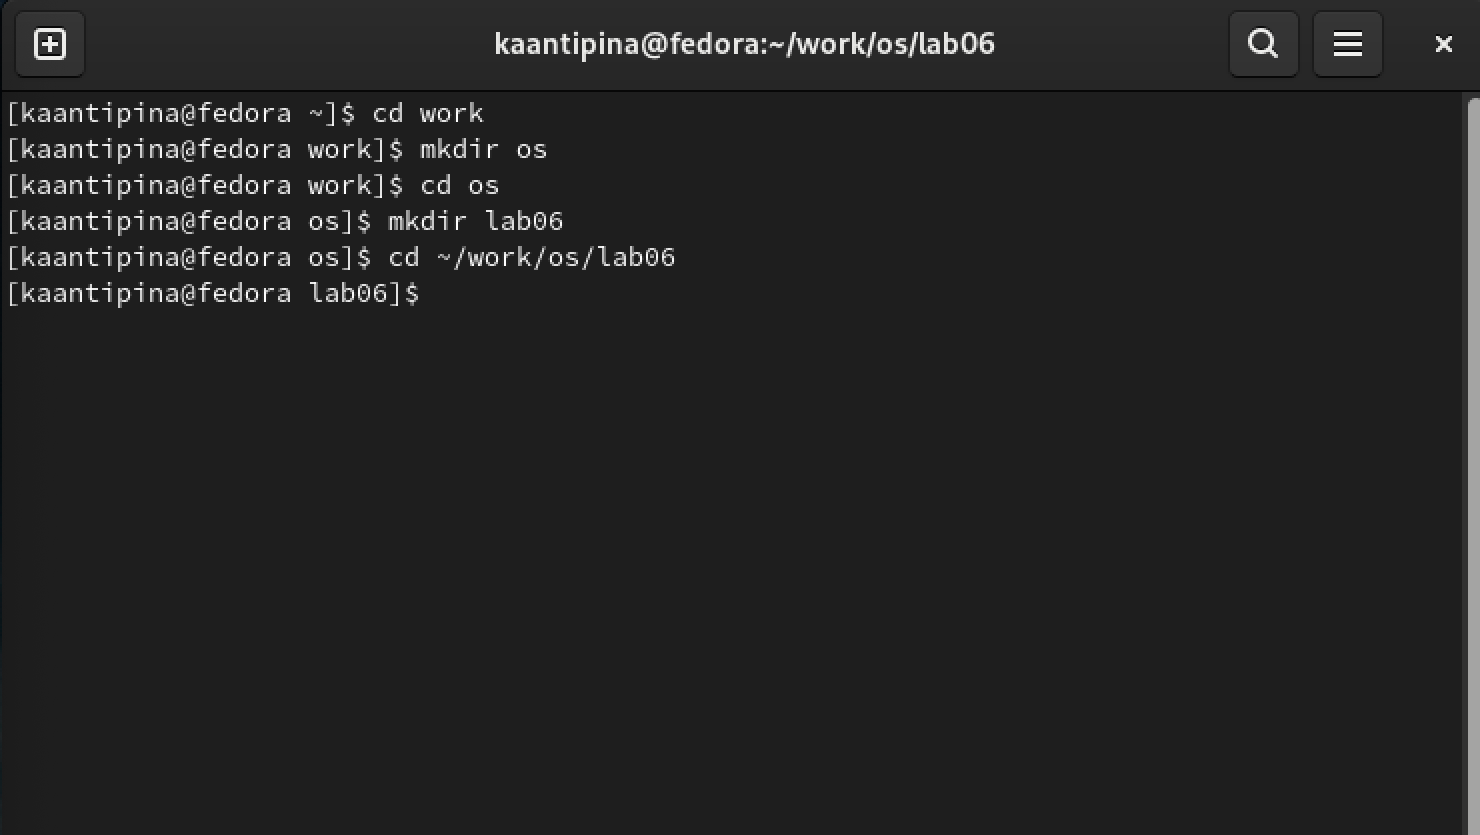 kaantipina@fedora:~/work/os/lab06
[kaantipina@fedora ~]$ cd work
[kaantipina@fedora work]$ mkdir os
[kaantipina@fedora work]$ cd os
[kaantipina@fedora os]$ mkdir lab06
[kaantipina@fedora os]$ cd ~/work/os/lab06
[kaantipina@fedora lab06]$